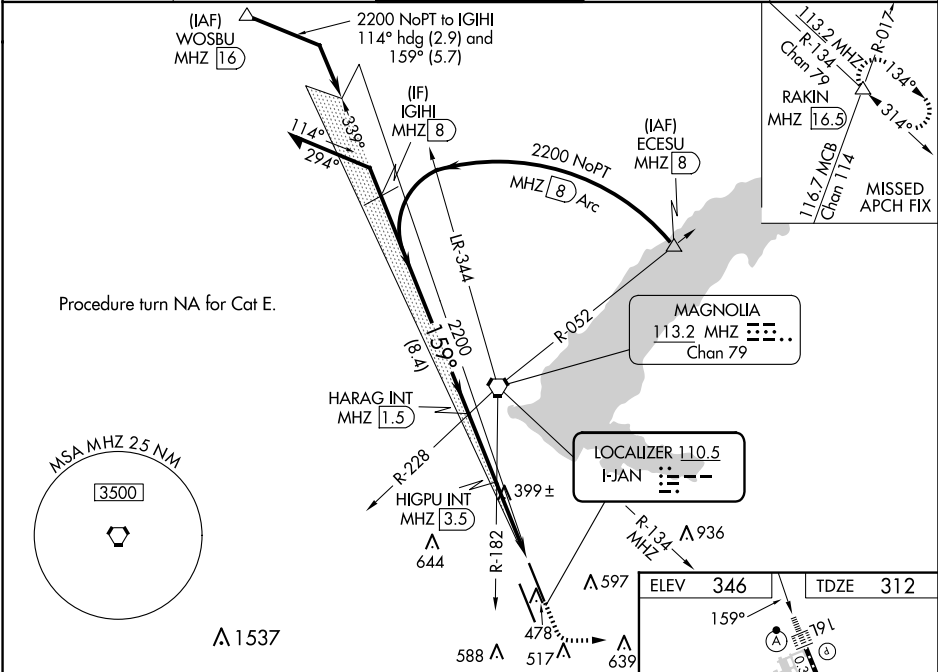 (IAF)
WOSBU
MHZ 16
2200 NoPT to IGIHI
114° hdg (2.9) and
159° (5.7)
(IF)
IGIHI
MHZ 8
339°
114°
294°
2200 NoPT
MHZ 8 Arc
(IAF)
ECESU
MHZ 8
113.2 MHZ
R-134
Chan 79
R-017
134°
314°
RAKIN
MHZ 16.5
116.7 MCB
Chan 114
MISSED
APCH FIX
Procedure turn NA for Cat E.
LR-344
2200
159°
(8.4)
R-052
MAGNOLIA
113.2 MHZ
Chan 79
HARAG INT
MHZ 1.5
R-228
LOCALIZER 110.5
I-JAN
HIGPU INT
MHZ 3.5
399±
R-182
R-134
MHZ
936
644
597
MSA MHZ 25 NM
3500
1537
588
478
517
639
ELEV 346
TDZE 312
159°
A
16L
P